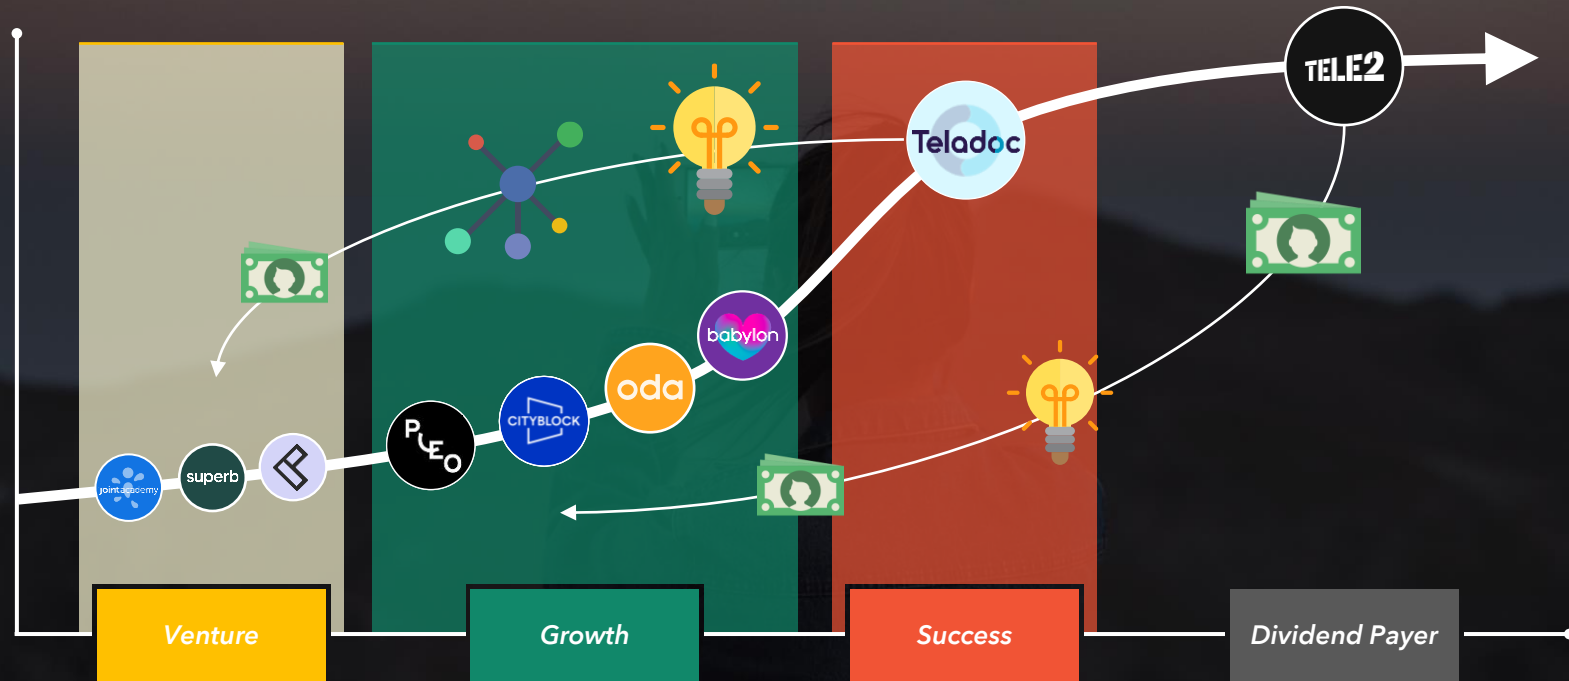 TELE2
Teladoc
babylon
oda
CITYBLOCK
PLEO
superb
jointacademy
Venture
Growth
Success
Dividend Payer